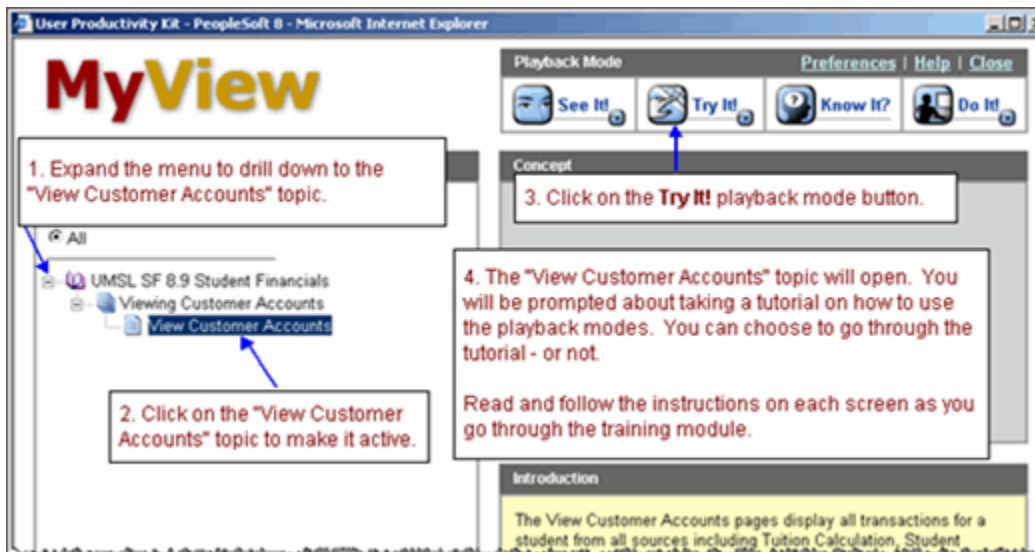 User Productivity Kit - PeopleSoft 8 - Microsoft Internet Explorer
MyView
Playback Mode
Preferences | Help | Close
See It!
Try It!
Know It?
Do It!
1. Expand the menu to drill down to the
"View Customer Accounts" topic.
Concept
3. Click on the Try It! playback mode button.
All
UMSL SF 8.9 Student Financials
Viewing Customer Accounts
View Customer Accounts
4. The "View Customer Accounts" topic will open. You
will be prompted about taking a tutorial on how to use
the playback modes. You can choose to go through the
tutorial - or not.
Read and follow the instructions on each screen as you
go through the training module.
2. Click on the "View Customer
Accounts" topic to make it active.
Introduction
The View Customer Accounts pages display all transactions for a
student from all sources including Tuition Calculation, Student